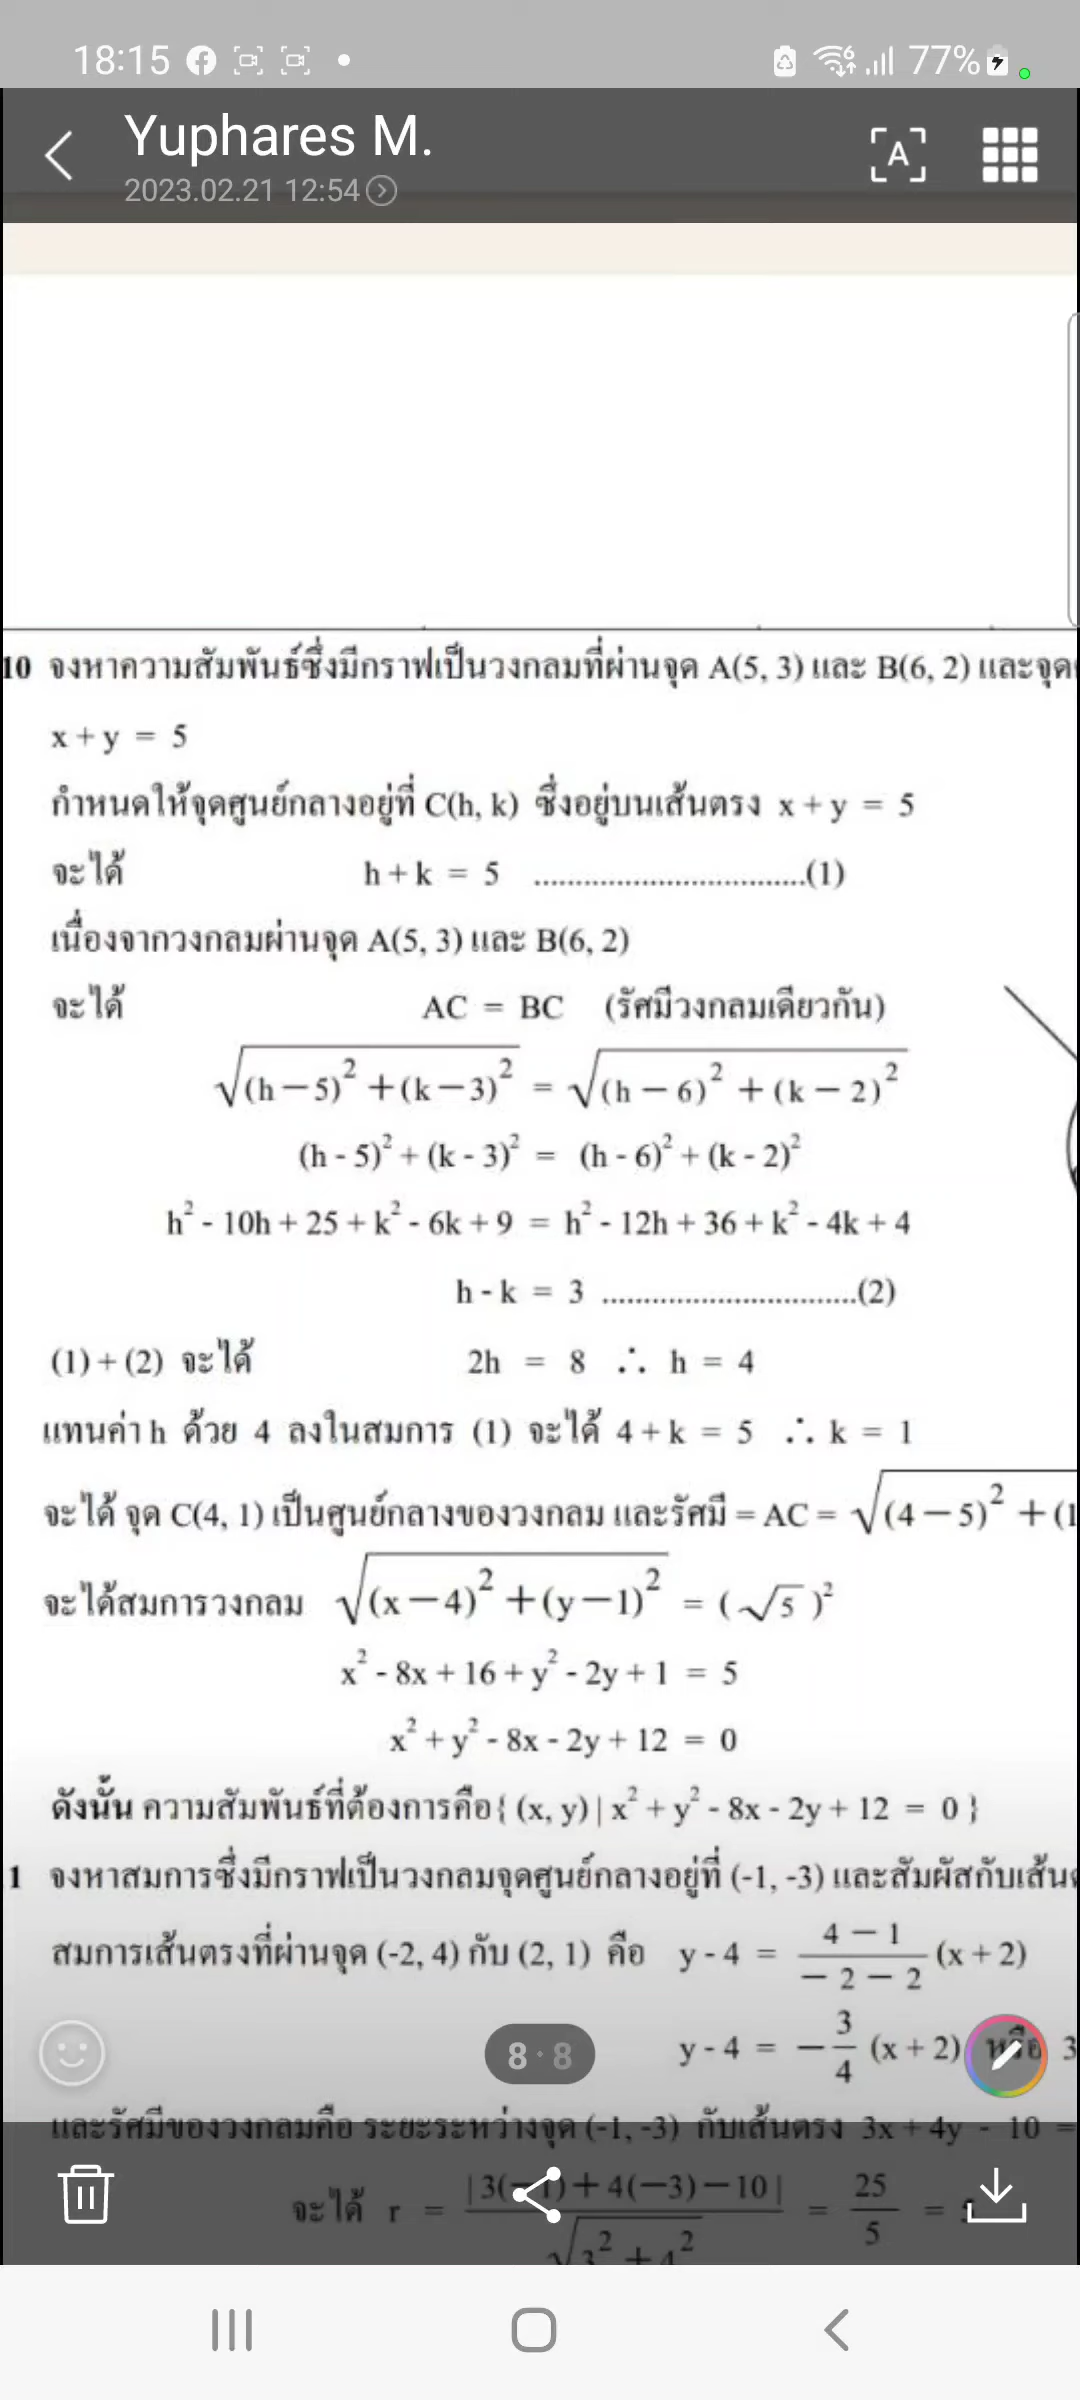 18:15
77%
Yuphares M.
2023.02.21 12:54
A
10 จงหาความสัมพันธ์ซึ่งมีกราฟเป็นวงกลมที่ผ่านจุด A(5, 3) และ B(6, 2) และจุด
x + y = 5
กำหนดให้จุดศูนย์กลางอยู่ที่ C(h, k) ซึ่งอยู่บนเส้นตรง x + y = 5
จะได้ h + k = 5 ................................(1)
เนื่องจากวงกลมผ่านจุด A(5, 3) และ B(6, 2)
จะได้ AC = BC (รัศมีวงกลมเดียวกัน)
√((h − 5)² + (k − 3)²) = √((h − 6)² + (k − 2)²)
(h - 5)² + (k - 3)² = (h - 6)² + (k - 2)²
h² - 10h + 25 + k² - 6k + 9 = h² - 12h + 36 + k² - 4k + 4
h - k = 3 ..............................(2)
(1) + (2) จะได้ 2h = 8 ∴ h = 4
แทนค่า h ด้วย 4 ลงในสมการ (1) จะได้ 4 + k = 5 ∴ k = 1
จะได้ จุด C(4, 1) เป็นศูนย์กลางของวงกลม และรัศมี = AC = √(4 − 5)² + (1
จะได้สมการวงกลม √((x − 4)² + (y − 1)²) = (√5)²
x² - 8x + 16 + y² - 2y + 1 = 5
x² + y² - 8x - 2y + 12 = 0
ดังนั้น ความสัมพันธ์ที่ต้องการคือ{ (x, y) | x² + y² - 8x - 2y + 12 = 0 }
1 จงหาสมการซึ่งมีกราฟเป็นวงกลมจุดศูนย์กลางอยู่ที่ (-1, -3) และสัมผัสกับเส้น
สมการเส้นตรงที่ผ่านจุด (-2, 4) กับ (2, 1) คือ y - 4 = (4 − 1)/(− 2 − 2) (x + 2)
y - 4 = −3/4 (x + 2) หรือ 3
8 · 8
และรัศมีของวงกลมคือ ระยะระหว่างจุด (-1, -3) กับเส้นตรง 3x + 4y - 10 =
จะได้ r = |3(−1) + 4(−3) − 10| / √(3² + 4²) = 25/5 = 5